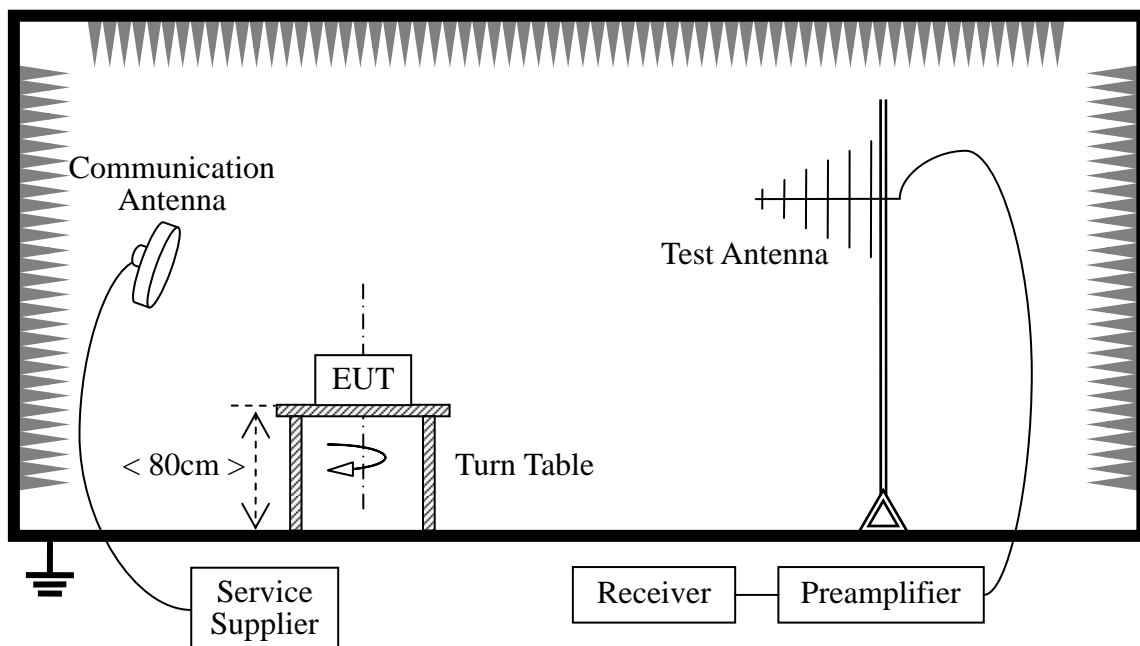 Communication
Antenna
Test Antenna
EUT
< 80cm >
Turn Table
Service
Supplier
Receiver
Preamplifier